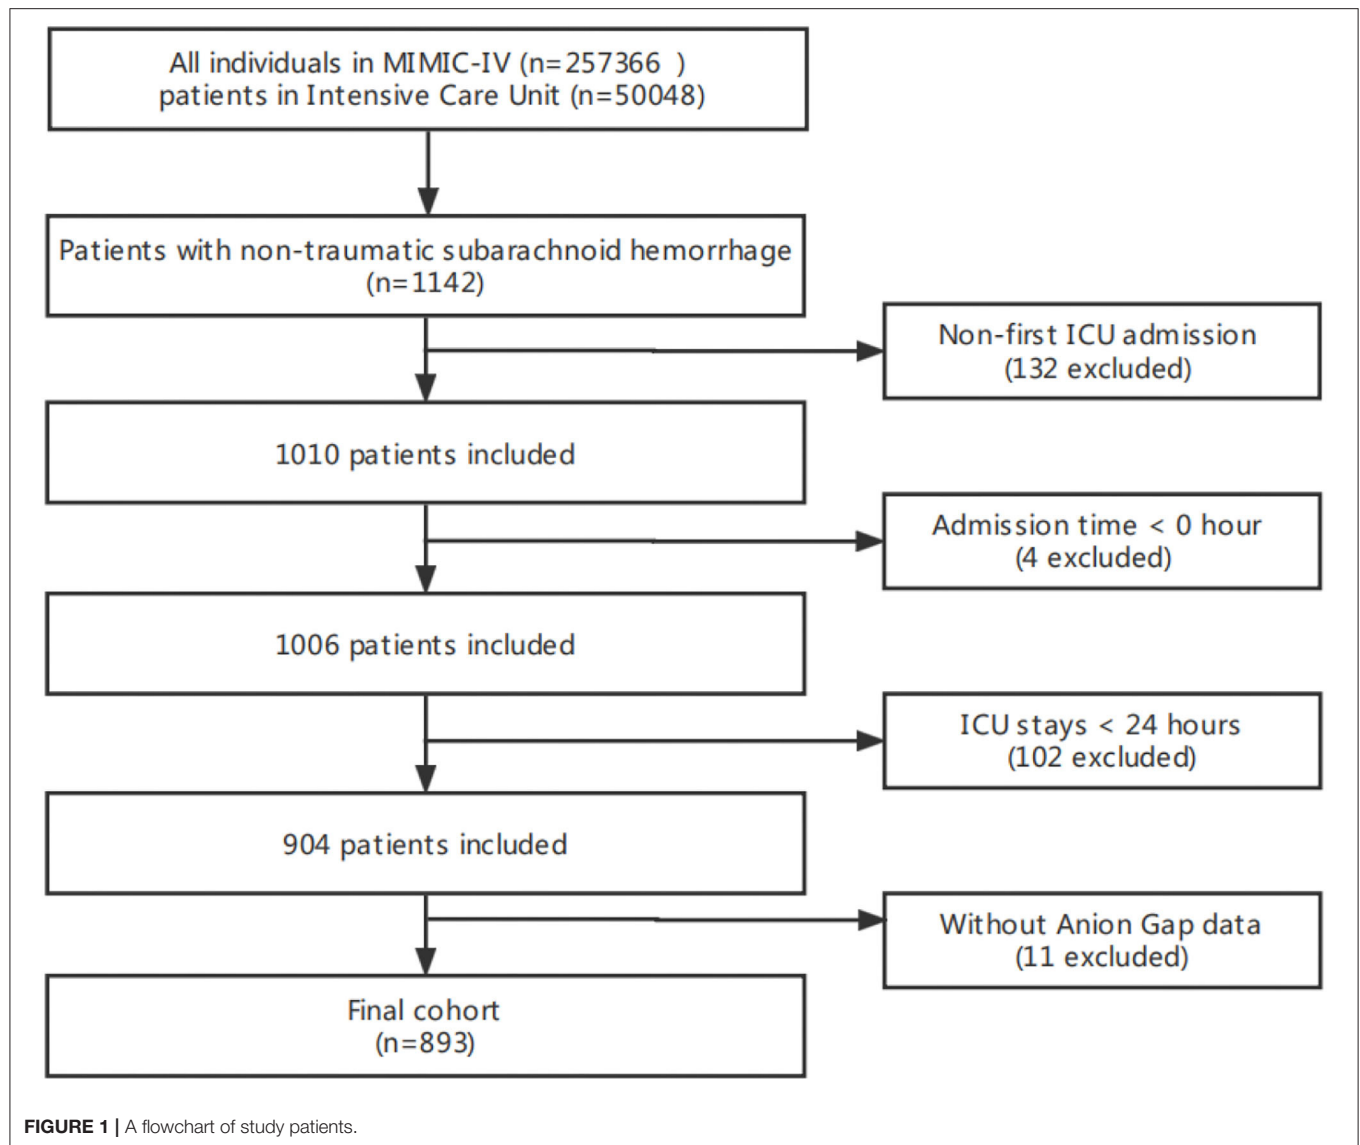 All individuals in MIMIC-IV (n=257366 )
patients in Intensive Care Unit (n=50048)
Patients with non-traumatic subarachnoid hemorrhage
(n=1142)
Non-first ICU admission
(132 excluded)
1010 patients included
Admission time < 0 hour
(4 excluded)
1006 patients included
ICU stays < 24 hours
(102 excluded)
904 patients included
Without Anion Gap data
(11 excluded)
Final cohort
(n=893)
FIGURE 1 | A flowchart of study patients.